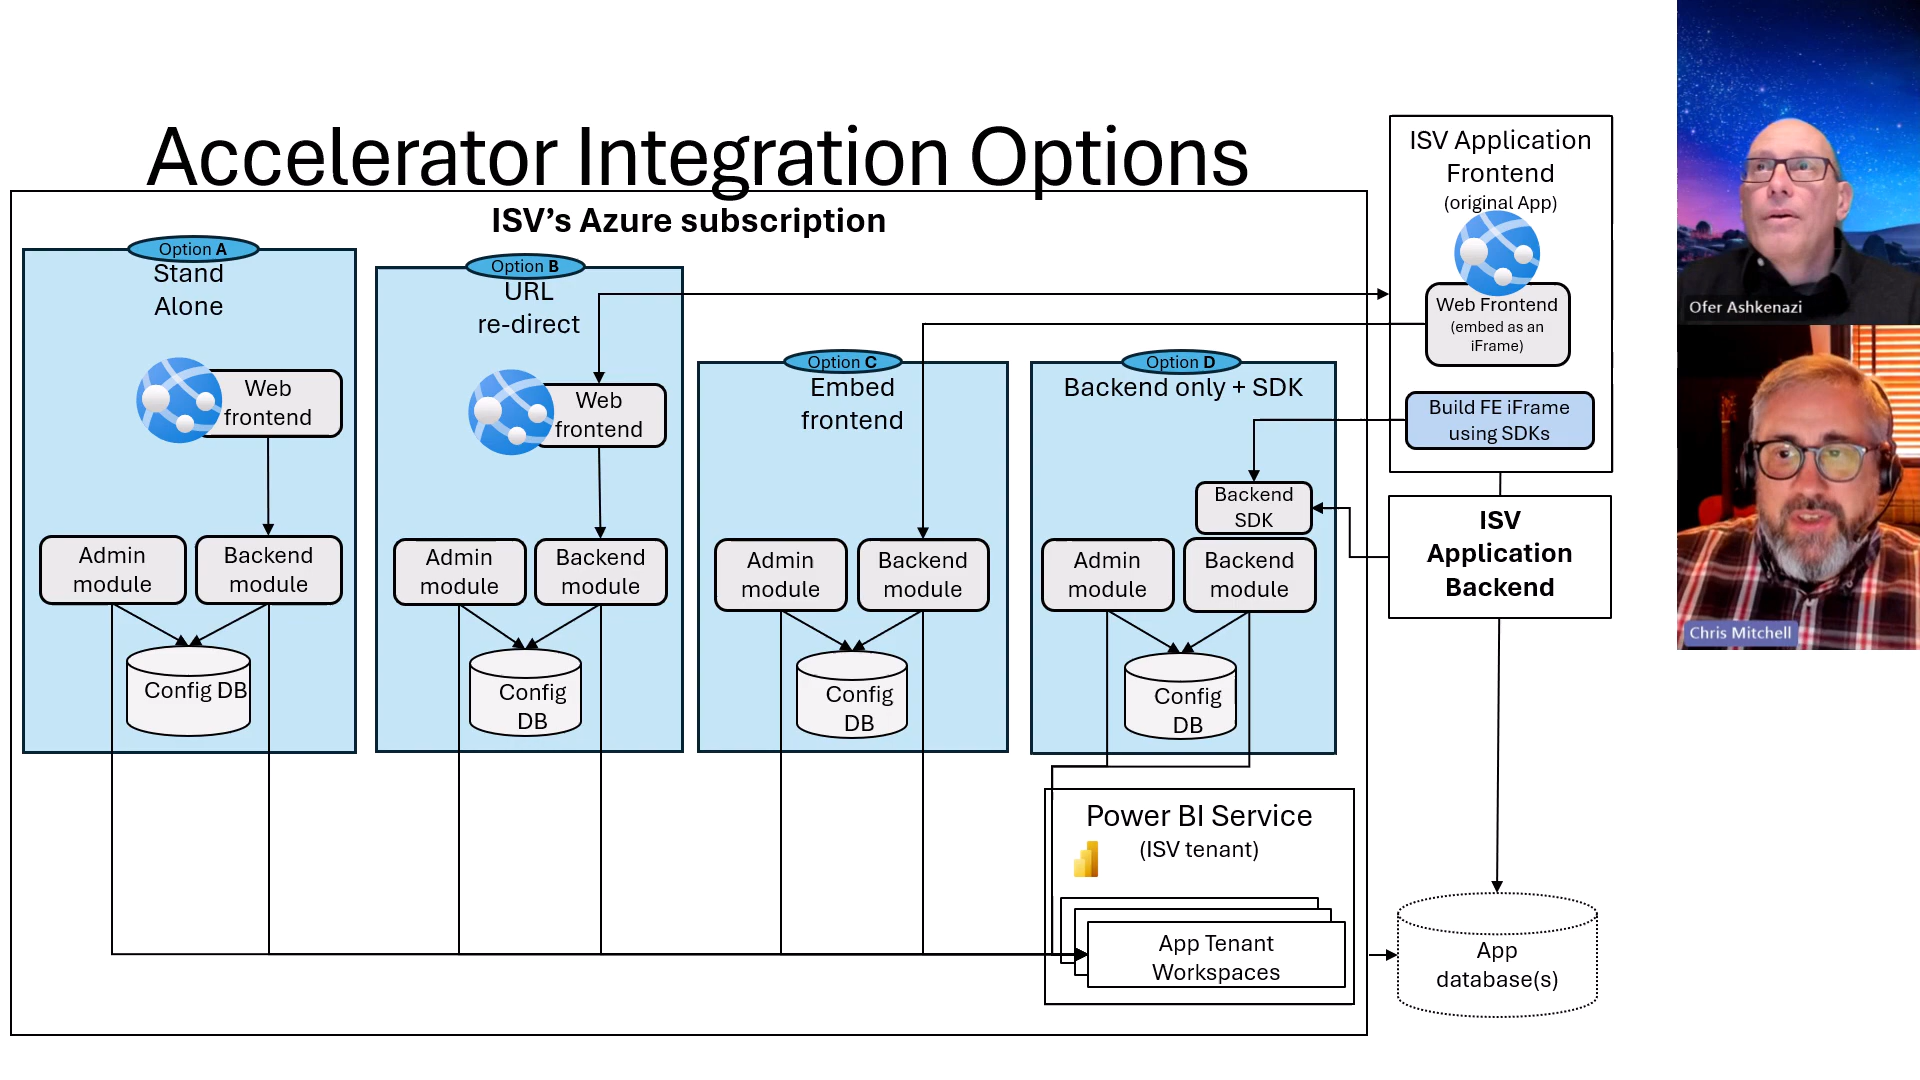 Accelerator Integration Options
ISV's Azure subscription
Option A
Stand
Alone
Web
frontend
Admin
module
Backend
module
Config DB
Option B
URL
re-direct
Web
frontend
Admin
module
Backend
module
Config
DB
Option C
Embed
frontend
Admin
module
Backend
module
Config
DB
Option D
Backend only + SDK
Backend
SDK
Admin
module
Backend
module
Config
DB
Power BI Service
(ISV tenant)
App Tenant
Workspaces
ISV Application
Frontend
(original App)
Web Frontend
(embed as an
iFrame)
Build FE iFrame
using SDKs
ISV
Application
Backend
App
database(s)
Ofer Ashkenazi
Chris Mitchell